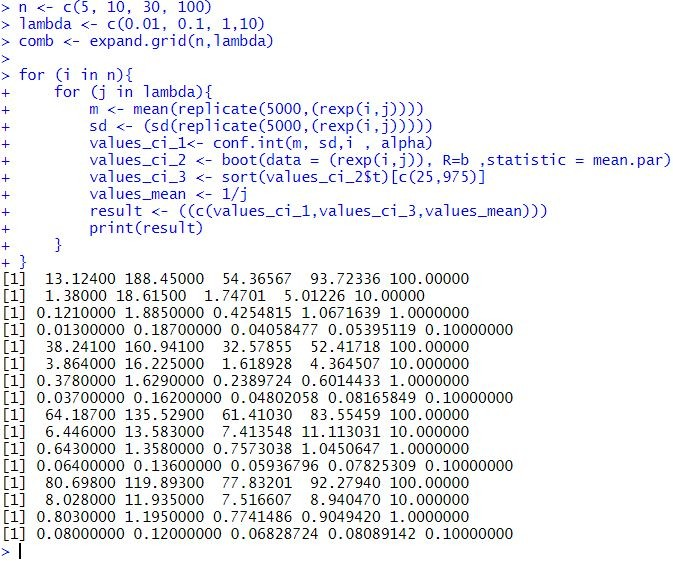 > n <- c(5, 10, 30, 100)
> lambda <- c(0.01, 0.1, 1,10)
> comb <- expand.grid(n,lambda)
>
> for (i in n){
+     for (j in lambda){
+         m <- mean(replicate(5000,(rexp(i,j))))
+         sd <- (sd(replicate(5000,(rexp(i,j)))))
+         values_ci_1<- conf.int(m, sd,i , alpha)
+         values_ci_2 <- boot(data = (rexp(i,j)), R=b ,statistic = mean.par)
+         values_ci_3 <- sort(values_ci_2$t)[c(25,975)]
+         values_mean <- 1/j
+         result <- ((c(values_ci_1,values_ci_3,values_mean)))
+         print(result)
+     }
+ }
[1]  13.12400 188.45000  54.36567  93.72336 100.00000
[1]  1.38000 18.61500  1.74701  5.01226 10.00000
[1] 0.1210000 1.8850000 0.4254815 1.0671639 1.0000000
[1] 0.01300000 0.18700000 0.04058477 0.05395119 0.10000000
[1]  38.24100 160.94100  32.57855  52.41718 100.00000
[1]  3.864000 16.225000  1.618928  4.364507 10.000000
[1] 0.3780000 1.6290000 0.2389724 0.6014433 1.0000000
[1] 0.03700000 0.16200000 0.04802058 0.08165849 0.10000000
[1]  64.18700 135.52900  61.41030  83.55459 100.00000
[1]  6.446000 13.583000  7.413548 11.113031 10.000000
[1] 0.6430000 1.3580000 0.7573038 1.0450647 1.0000000
[1] 0.06400000 0.13600000 0.05936796 0.07825309 0.10000000
[1]  80.69800 119.89300  77.83201  92.27940 100.00000
[1]  8.028000 11.935000  7.516607  8.940470 10.000000
[1] 0.8030000 1.1950000 0.7741486 0.9049420 1.0000000
[1] 0.08000000 0.12000000 0.06828724 0.08089142 0.10000000
>